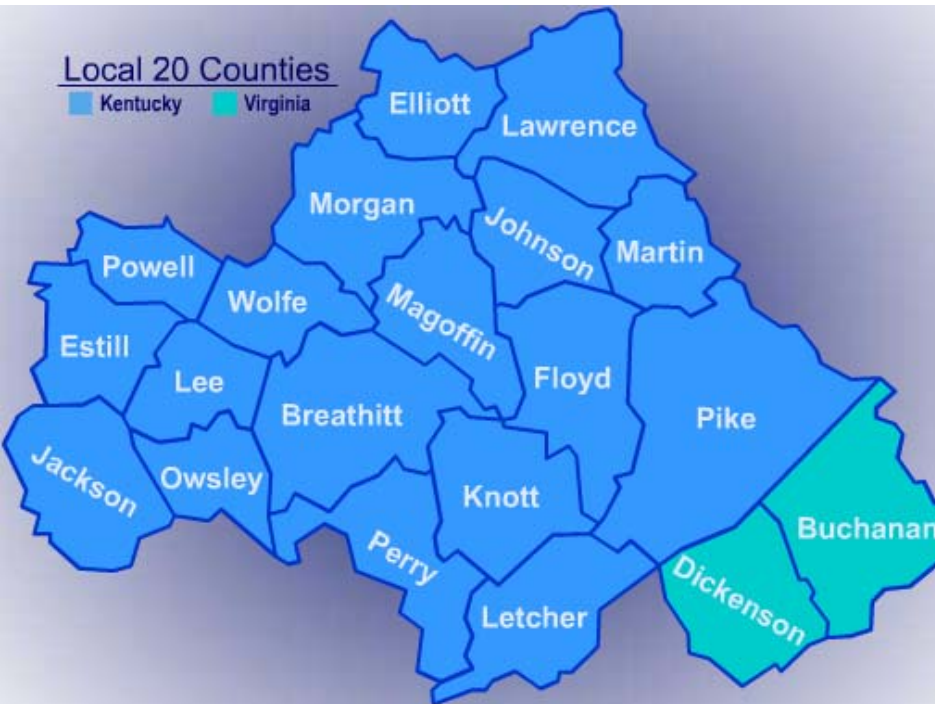 Local 20 Counties
Kentucky Virginia
Elliott
Lawrence
Morgan
Johnson
Martin
Powell
Wolfe
Magoffin
Estill
Lee
Floyd
Breathitt
Pike
Jackson
Owsley
Knott
Perry
Buchanan
Dickenson
Letcher